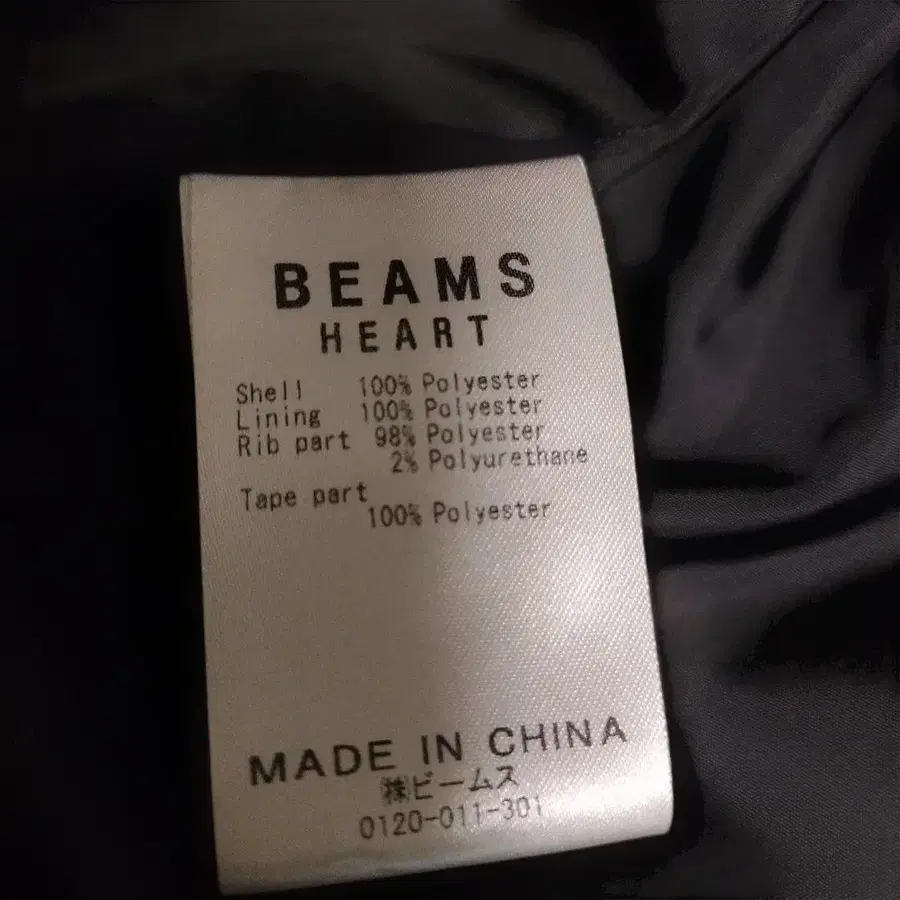 BEAMS
HEART
Shell 100% Polyester
Lining 100% Polyester
Rib part 98% Polyester
2% Polyurethane
Tape part
100% Polyester
MADE IN CHINA
㈱ビームス
0120-011-301